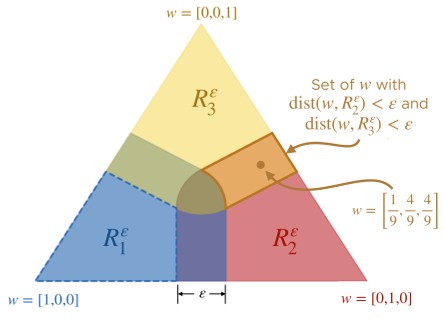 w = [0,0,1]
R₃^ε
Set of w with
dist(w, R₂^ε) < ε and
dist(w, R₃^ε) < ε
w = [1/9, 4/9, 4/9]
R₁^ε
R₂^ε
ε
w = [1,0,0]
w = [0,1,0]